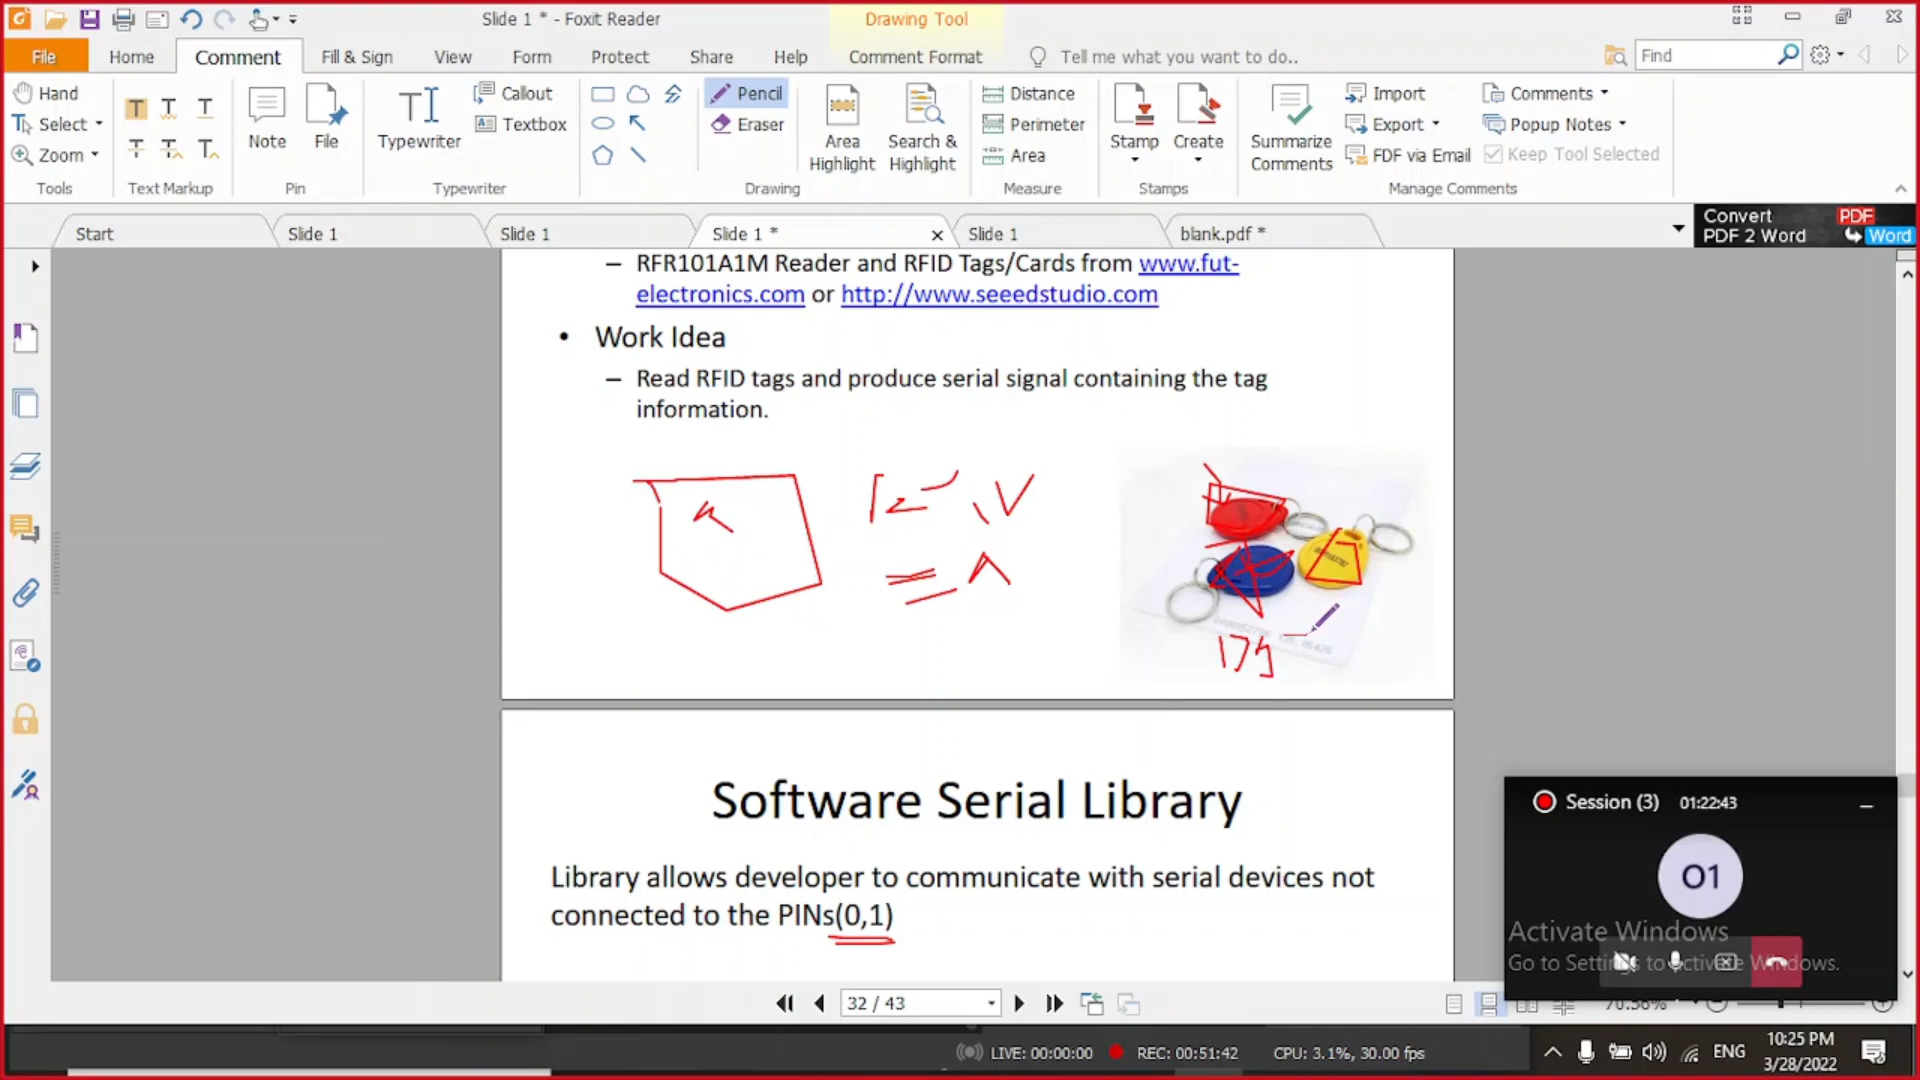 Slide 1 * - Foxit Reader
Drawing Tool
File
Home
Comment
Fill & Sign
View
Form
Protect
Share
Help
Comment Format
Tell me what you want to do..
Find
Hand
Select
Zoom
Tools
Text Markup
Note
File
Pin
Typewriter
Callout
Textbox
Typewriter
Pencil
Eraser
Area Highlight
Search & Highlight
Drawing
Distance
Perimeter
Area
Measure
Stamp
Create
Stamps
Summarize Comments
Import
Export
FDF via Email
Comments
Popup Notes
Keep Tool Selected
Manage Comments
Start
Slide 1
Slide 1
Slide 1 *
Slide 1
blank.pdf *
Convert PDF
PDF 2 Word Word
– RFR101A1M Reader and RFID Tags/Cards from www.fut-
electronics.com or http://www.seeedstudio.com
• Work Idea
– Read RFID tags and produce serial signal containing the tag
information.
Software Serial Library
Library allows developer to communicate with serial devices not
connected to the PINs(0,1)
Session (3) 01:22:43
O1
Activate Windows
Go to Settings to activate Windows.
32 / 43
70.56%
LIVE: 00:00:00
REC: 00:51:42
CPU: 3.1%, 30.00 fps
ENG
10:25 PM
3/28/2022